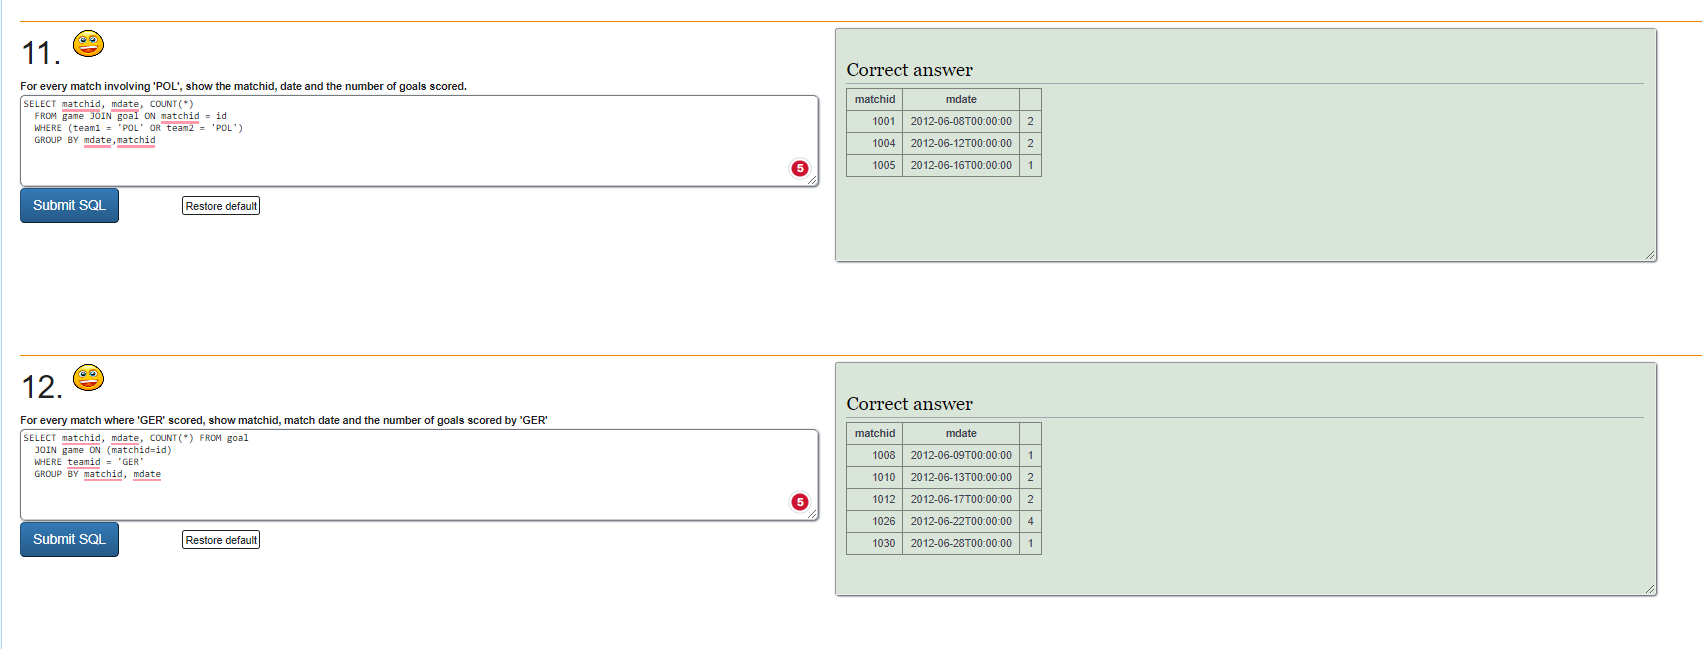 11.
For every match involving 'POL', show the matchid, date and the number of goals scored.
SELECT matchid, mdate, COUNT(*)
FROM game JOIN goal ON matchid = id
WHERE (team1 = 'POL' OR team2 = 'POL')
GROUP BY mdate,matchid
5
Submit SQL
Restore default
Correct answer
matchid mdate
1001 2012-06-08T00:00:00 2
1004 2012-06-12T00:00:00 2
1005 2012-06-16T00:00:00 1
12.
For every match where 'GER' scored, show matchid, match date and the number of goals scored by 'GER'
SELECT matchid, mdate, COUNT(*) FROM goal
JOIN game ON (matchid=id)
WHERE teamid = 'GER'
GROUP BY matchid, mdate
5
Submit SQL
Restore default
Correct answer
matchid mdate
1008 2012-06-09T00:00:00 1
1010 2012-06-13T00:00:00 2
1012 2012-06-17T00:00:00 2
1026 2012-06-22T00:00:00 4
1030 2012-06-28T00:00:00 1